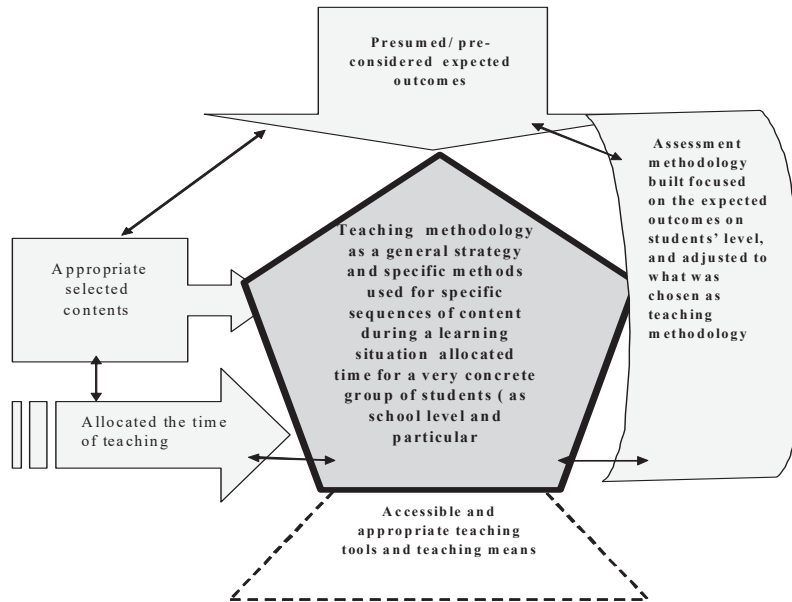 Presumed/ pre-
considered expected
outcomes
Assessment
methodology
built focused
on the expected
outcomes on
students' level,
and adjusted to
what was
chosen as
teaching
methodology
Teaching methodology
as a general strategy
and specific methods
used for specific
sequences of content
during a learning
situation allocated
time for a very concrete
group of students ( as
school level and
particular
Appropriate
selected
contents
Allocated the time
of teaching
Accessible and
appropriate teaching
tools and teaching means